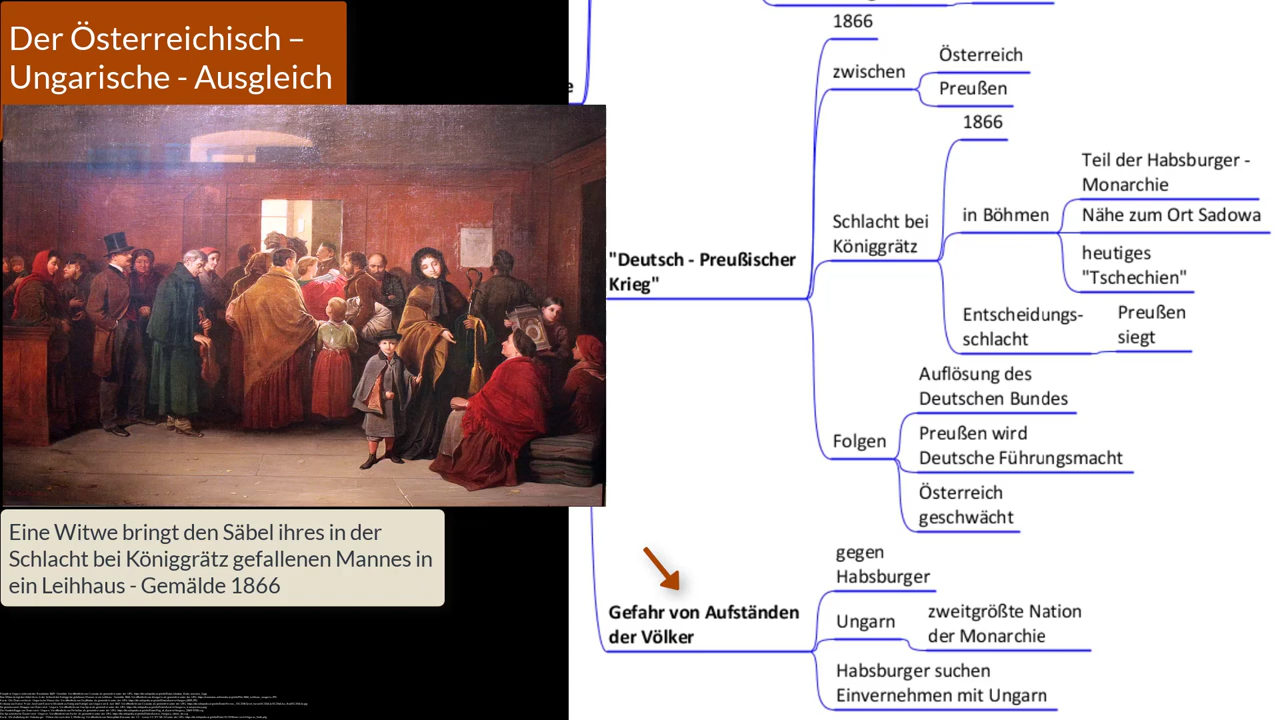 Der Österreichisch –
Ungarische - Ausgleich
Eine Witwe bringt den Säbel ihres in der
Schlacht bei Königgrätz gefallenen Mannes in
ein Leihhaus - Gemälde 1866
e
"Deutsch - Preußischer
Krieg"
1866
zwischen
Österreich
Preußen
Schlacht bei
Königgrätz
1866
in Böhmen
Teil der Habsburger -
Monarchie
Nähe zum Ort Sadowa
heutiges
"Tschechien"
Entscheidungs-
schlacht
Preußen
siegt
Folgen
Auflösung des
Deutschen Bundes
Preußen wird
Deutsche Führungsmacht
Österreich
geschwächt
Gefahr von Aufständen
der Völker
gegen
Habsburger
Ungarn
zweitgrößte Nation
der Monarchie
Habsburger suchen
Einvernehmen mit Ungarn